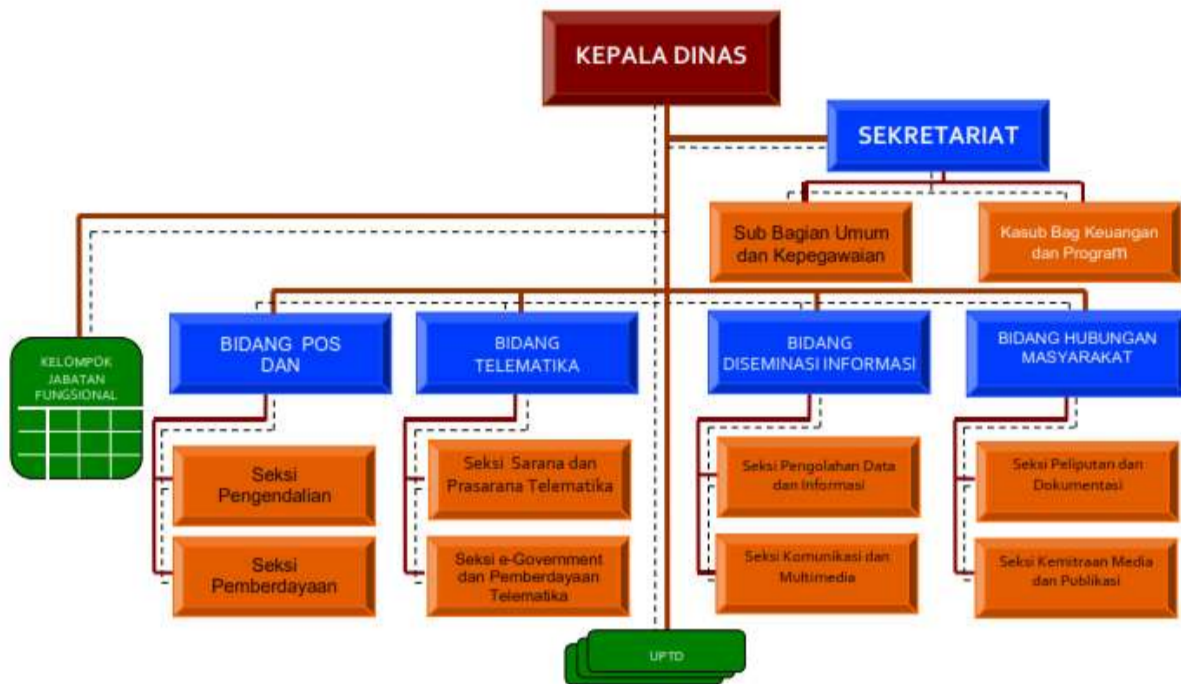 KEPALA DINAS
SEKRETARIAT
Sub Bagian Umum
dan Kepegawaian
Kasub Bag Keuangan
dan Program
KELOMPOK
JABATAN
FUNGSIONAL
BIDANG POS
DAN
BIDANG
TELEMATIKA
BIDANG
DISEMINASI INFORMASI
BIDANG HUBUNGAN
MASYARAKAT
Seksi
Pengendalian
Seksi Sarana dan
Prasarana Telematika
Seksi Pengolahan Data
dan Informasi
Seksi Peliputan dan
Dokumentasi
Seksi
Pemberdayaan
Seksi e-Government
dan Pemberdayaan
Telematika
Seksi Komunikasi dan
Multimedia
Seksi Kemitraan Media
dan Publikasi
UPTD